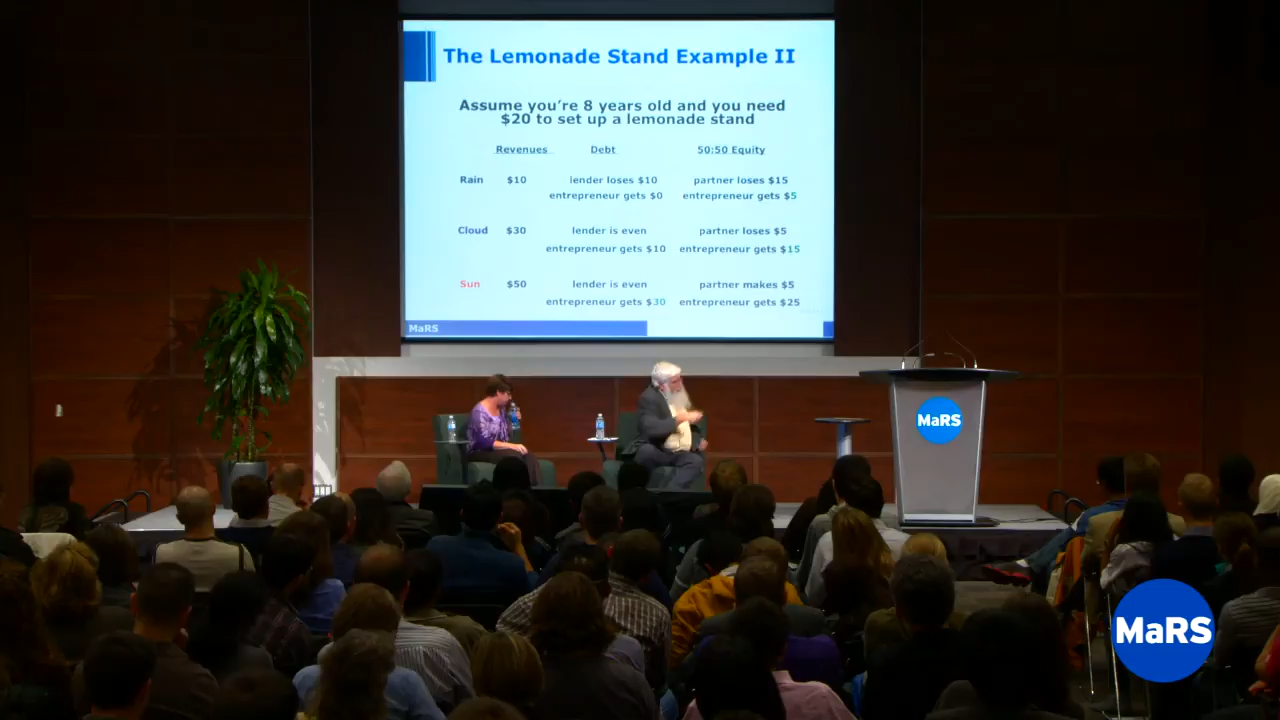 The Lemonade Stand Example II
Assume you're 8 years old and you need
$20 to set up a lemonade stand
Revenues Debt 50:50 Equity
Rain $10 lender loses $10 partner loses $15
entrepreneur gets $0 entrepreneur gets $5
Cloud $30 lender is even partner loses $5
entrepreneur gets $10 entrepreneur gets $15
Sun $50 lender is even partner makes $5
entrepreneur gets $30 entrepreneur gets $25
MaRS
MaRS
MaRS